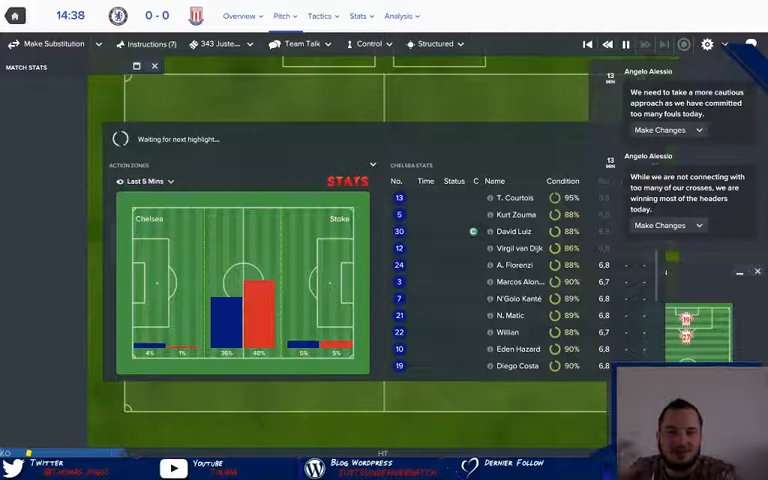 14:38
0 - 0
Overview
Pitch
Tactics
Stats
Analysis
Make Substitution
Instructions (7)
343 Juste...
Team Talk
Control
Structured
MATCH STATS
13
MIN
Angelo Alessio
We need to take a more cautious
approach as we have committed
too many fouls today.
Make Changes
13
MIN
Angelo Alessio
While we are not connecting with
too many of our crosses, we are
winning most of the headers
today.
Make Changes
Waiting for next highlight...
ACTION ZONES
Last 5 Mins
STATS
Chelsea
Stoke
4%
1%
36%
48%
5%
5%
CHELSEA STATS
No. Time Status C Name Condition
13 T. Courtois 95%
5 Kurt Zouma 88%
30 C David Luiz 88%
12 Virgil van Dijk 86%
24 A. Florenzi 88% 6,8 - -
3 Marcos Alon... 90% 6,7 - -
7 N'Golo Kanté 89% 6,8 - -
21 N. Matic 89% 6,8 - -
22 Willian 88% 6,7 - -
10 Eden Hazard 90% 6,8 - -
19 Diego Costa 90% 6,8 - -
19
27
KO
HT
Twitter
Youtube
Blog Wordpress
Dernier Follow